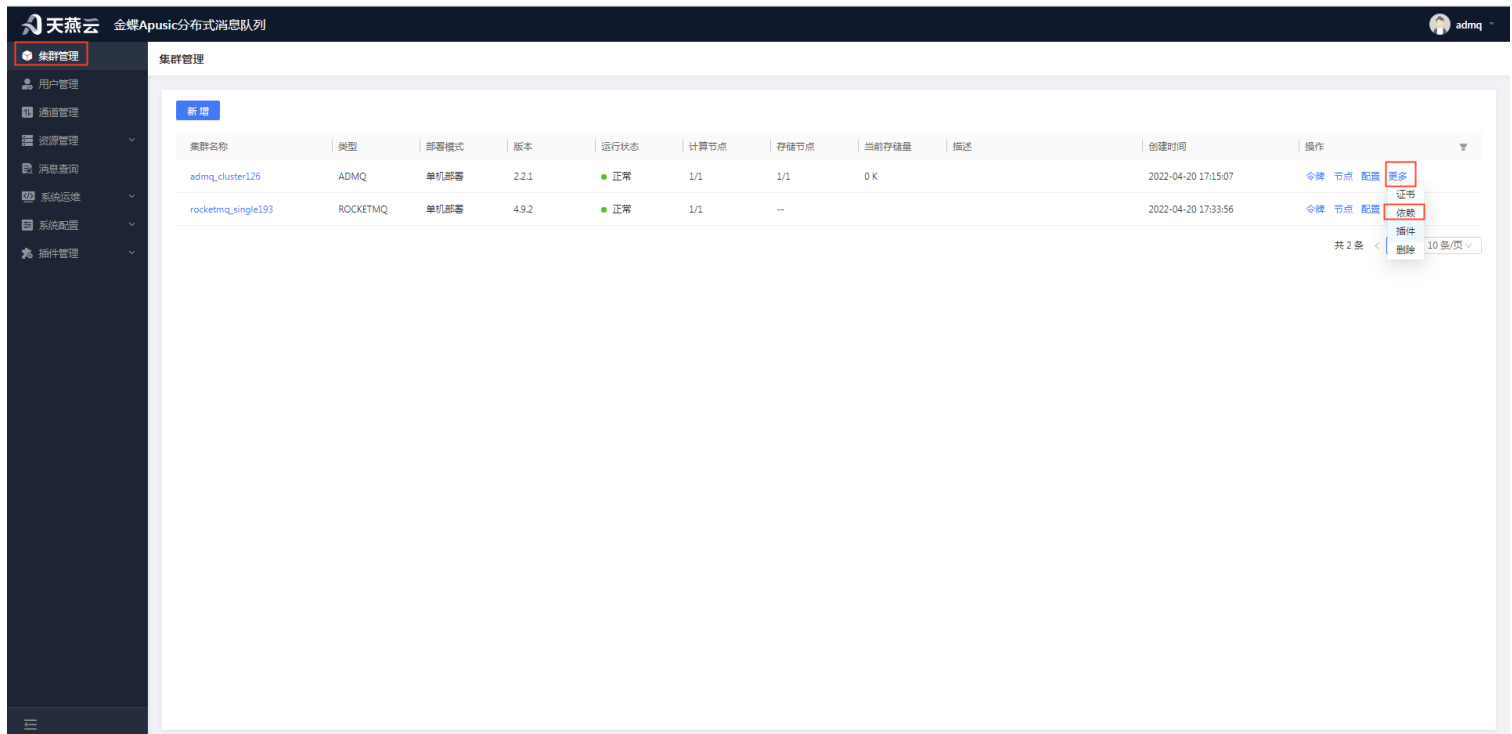 天燕云 金蝶Apusic分布式消息队列
admq
集群管理
用户管理
通道管理
资源管理
消息查询
系统运维
系统配置
插件管理
集群管理
新增
集群名称 类型 部署模式 版本 运行状态 计算节点 存储节点 当前存储量 描述 创建时间 操作
admq_cluster126 ADMQ 单机部署 2.2.1 正常 1/1 1/1 0 K 2022-04-20 17:15:07 令牌 节点 配置 更多
rocketmq_single193 ROCKETMQ 单机部署 4.9.2 正常 1/1 -- 2022-04-20 17:33:56 令牌 节点 配置
证书
依赖
插件
删除
共 2 条 < 10 条/页